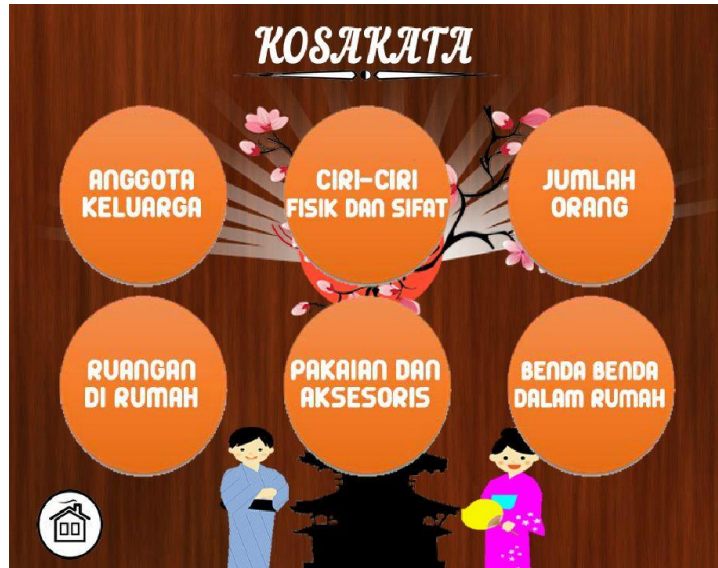 KOSAKATA
ANGGOTA
KELUARGA
CIRI-CIRI
FISIK DAN SIFAT
JUMLAH
ORANG
RUANGAN
DI RUMAH
PAKAIAN DAN
AKSESORIS
BENDA BENDA
DALAM RUMAH